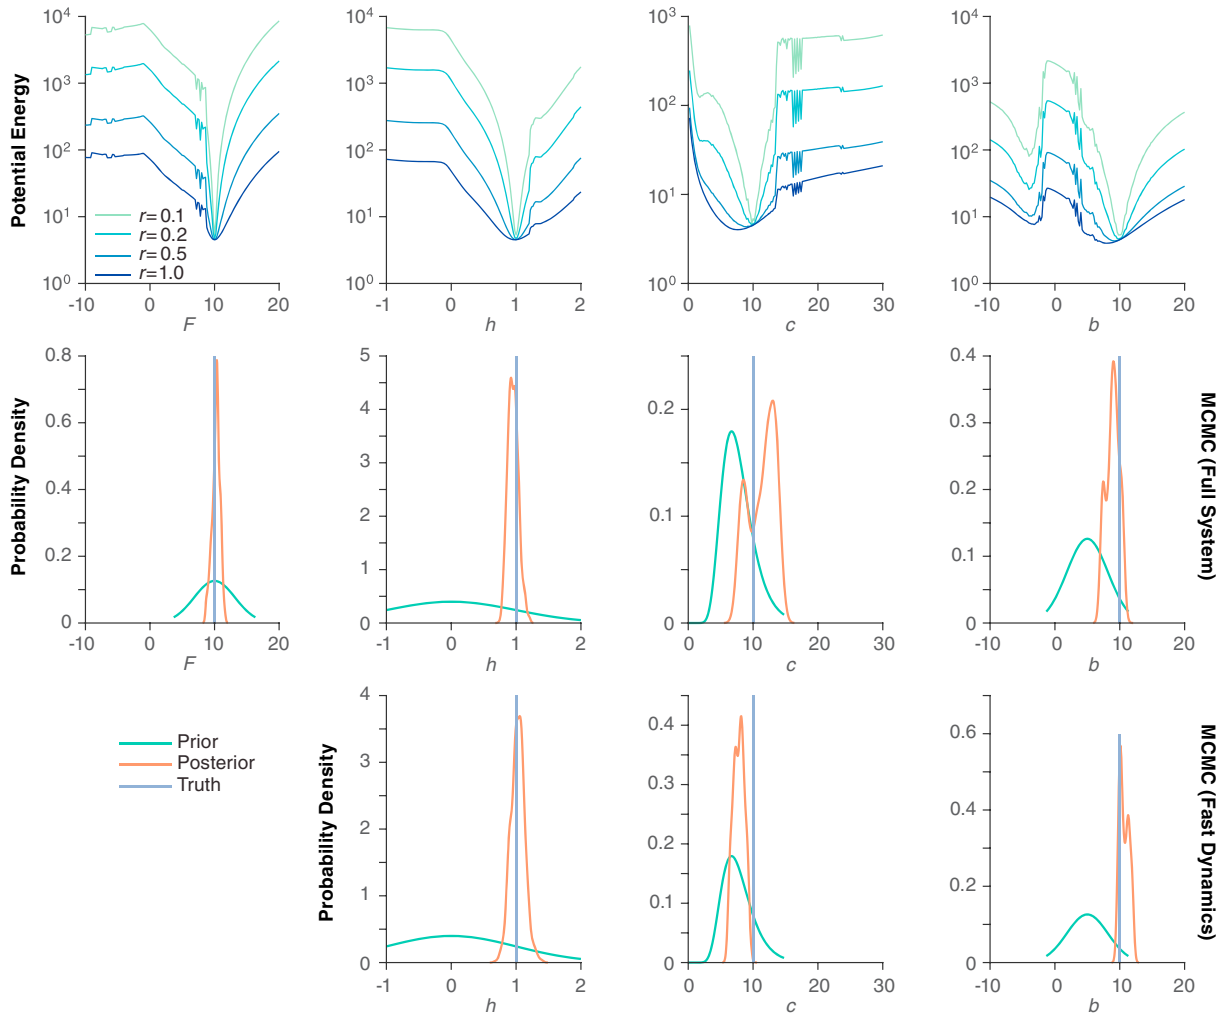 Potential Energy
10⁴
10³
10²
10¹
10⁰
-10 0 10 20
F
r=0.1
r=0.2
r=0.5
r=1.0
10⁴
10³
10²
10¹
10⁰
-1 0 1 2
h
10³
10²
10¹
10⁰
0 10 20 30
c
10⁴
10³
10²
10¹
10⁰
-10 0 10 20
b
Probability Density
0.8
0.6
0.4
0.2
0
-10 0 10 20
F
5
4
3
2
1
0
-1 0 1 2
h
0.2
0.1
0
0 10 20 30
c
0.4
0.3
0.2
0.1
0
-10 0 10 20
b
MCMC (Full System)
Prior
Posterior
Truth
Probability Density
4
3
2
1
0
-1 0 1 2
h
0.4
0.3
0.2
0.1
0
0 10 20 30
c
0.6
0.4
0.2
0
-10 0 10 20
b
MCMC (Fast Dynamics)